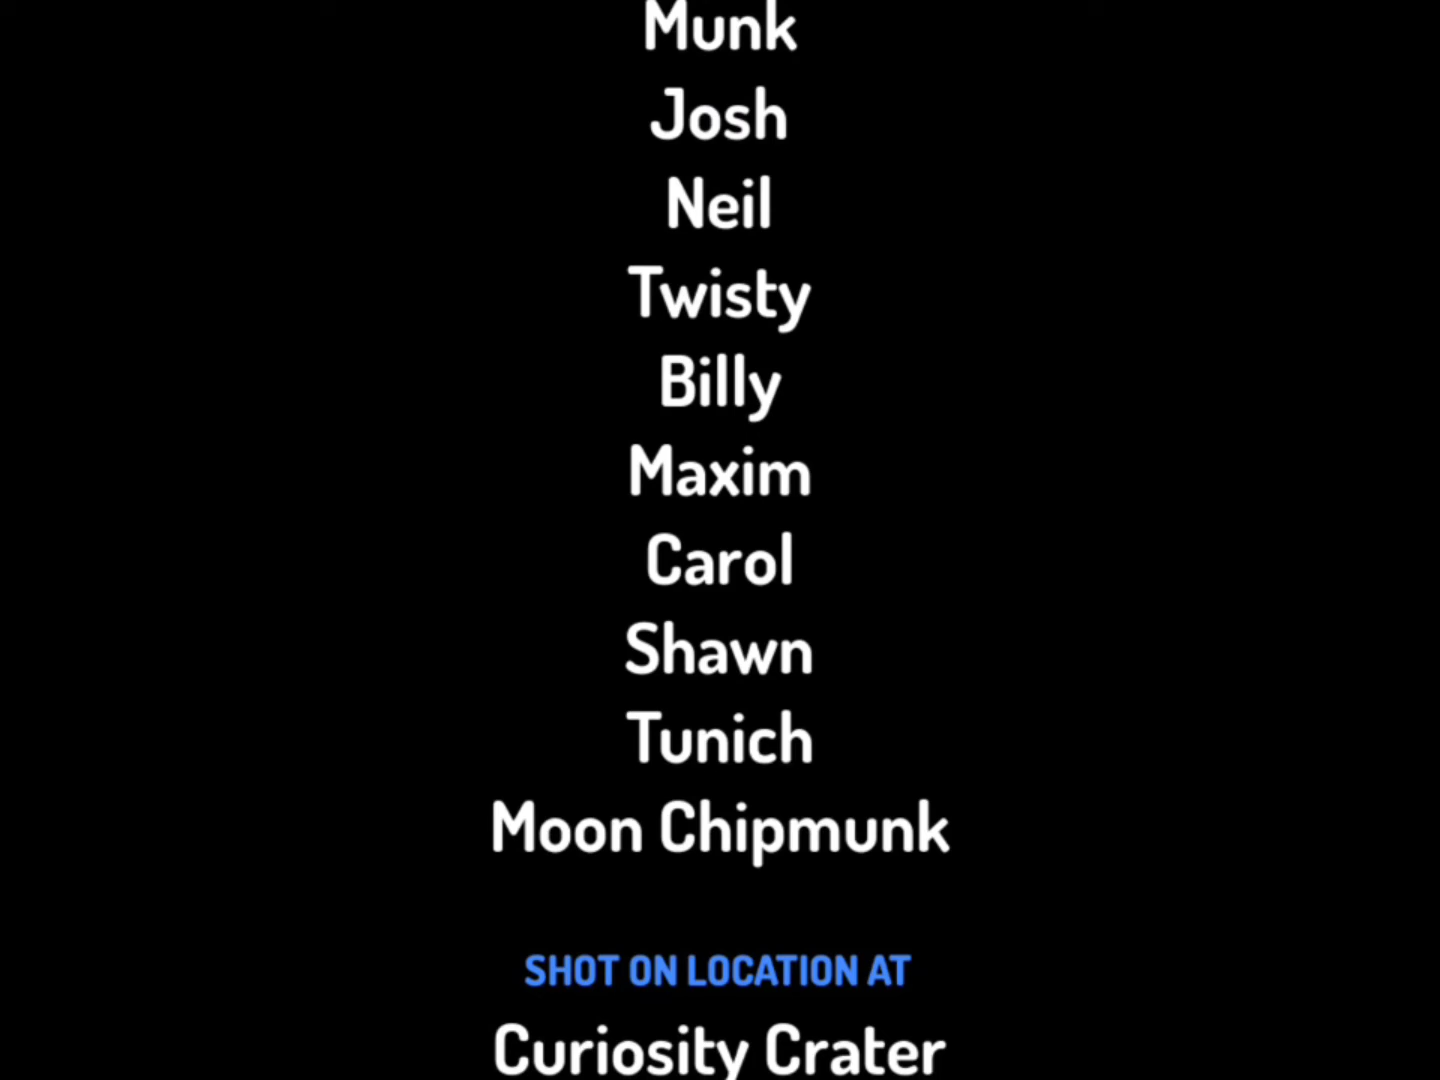 Munk
Josh
Neil
Twisty
Billy
Maxim
Carol
Shawn
Tunich
Moon Chipmunk
SHOT ON LOCATION AT
Curiosity Crater